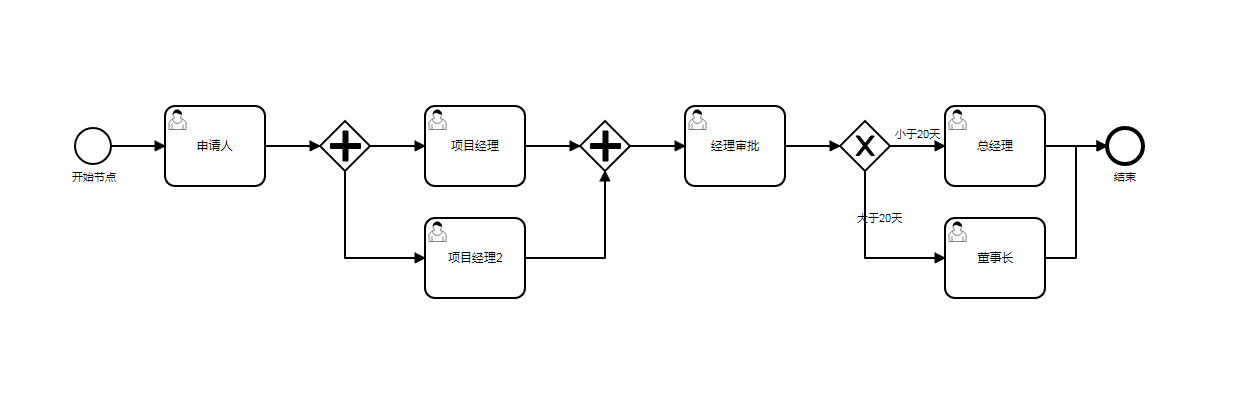 开始节点
申请人
项目经理
项目经理2
经理审批
小于20天
大于20天
总经理
董事长
结束